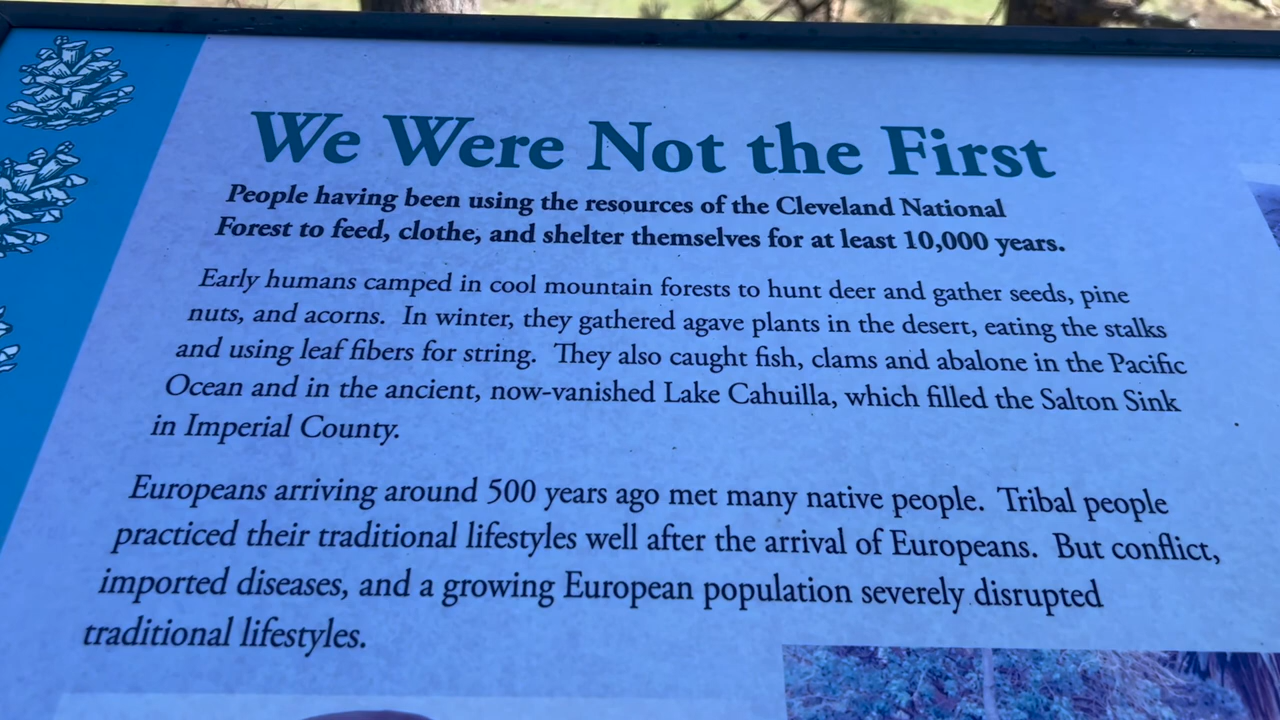 We Were Not the First
People having been using the resources of the Cleveland National
Forest to feed, clothe, and shelter themselves for at least 10,000 years.
Early humans camped in cool mountain forests to hunt deer and gather seeds, pine
nuts, and acorns. In winter, they gathered agave plants in the desert, eating the stalks
and using leaf fibers for string. They also caught fish, clams and abalone in the Pacific
Ocean and in the ancient, now-vanished Lake Cahuilla, which filled the Salton Sink
in Imperial County.
Europeans arriving around 500 years ago met many native people. Tribal people
practiced their traditional lifestyles well after the arrival of Europeans. But conflict,
imported diseases, and a growing European population severely disrupted
traditional lifestyles.